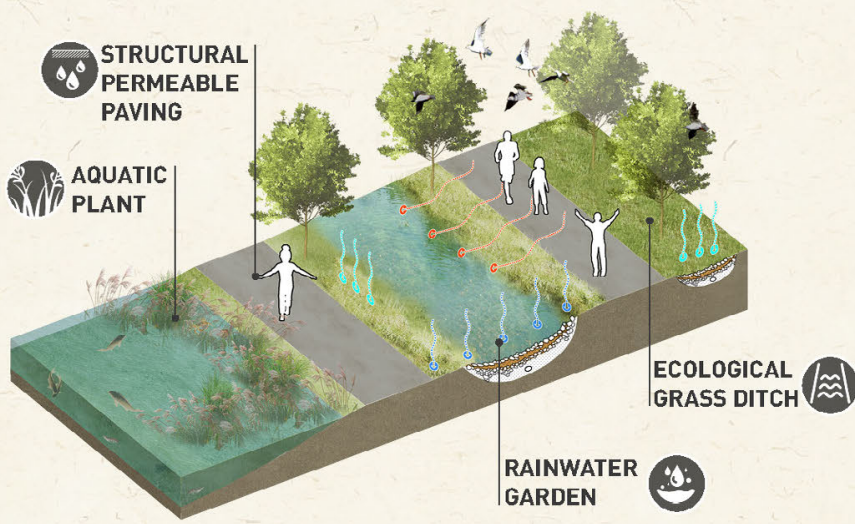 STRUCTURAL
PERMEABLE
PAVING
AQUATIC
PLANT
ECOLOGICAL
GRASS DITCH
RAINWATER
GARDEN